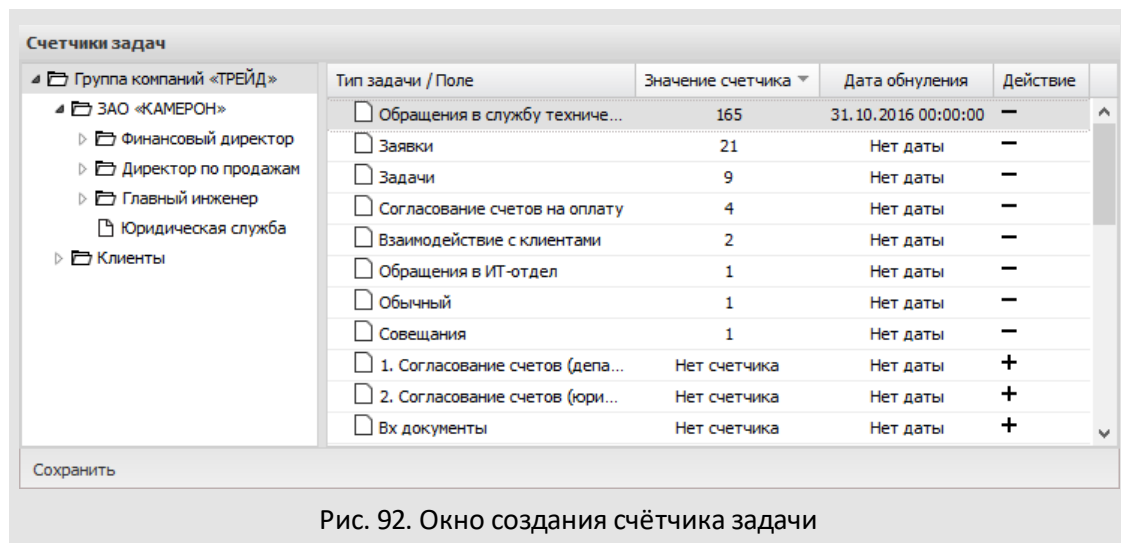 Счетчики задач
Группа компаний «ТРЕЙД»
ЗАО «КАМЕРОН»
Финансовый директор
Директор по продажам
Главный инженер
Юридическая служба
Клиенты
Тип задачи / Поле Значение счетчика Дата обнуления Действие
Обращения в службу техниче... 165 31.10.2016 00:00:00 −
Заявки 21 Нет даты −
Задачи 9 Нет даты −
Согласование счетов на оплату 4 Нет даты −
Взаимодействие с клиентами 2 Нет даты −
Обращения в ИТ-отдел 1 Нет даты −
Обычный 1 Нет даты −
Совещания 1 Нет даты −
1. Согласование счетов (депа... Нет счетчика Нет даты +
2. Согласование счетов (юри... Нет счетчика Нет даты +
Вх документы Нет счетчика Нет даты +
Сохранить
Рис. 92. Окно создания счётчика задачи